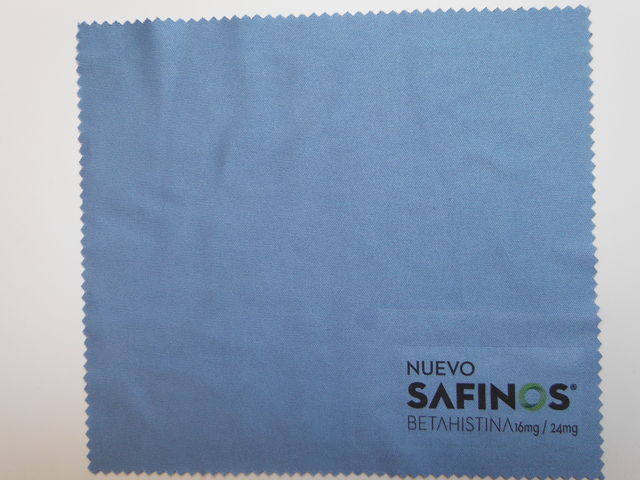 NUEVO
SAFINOS®
BETAHISTINA 16mg / 24mg